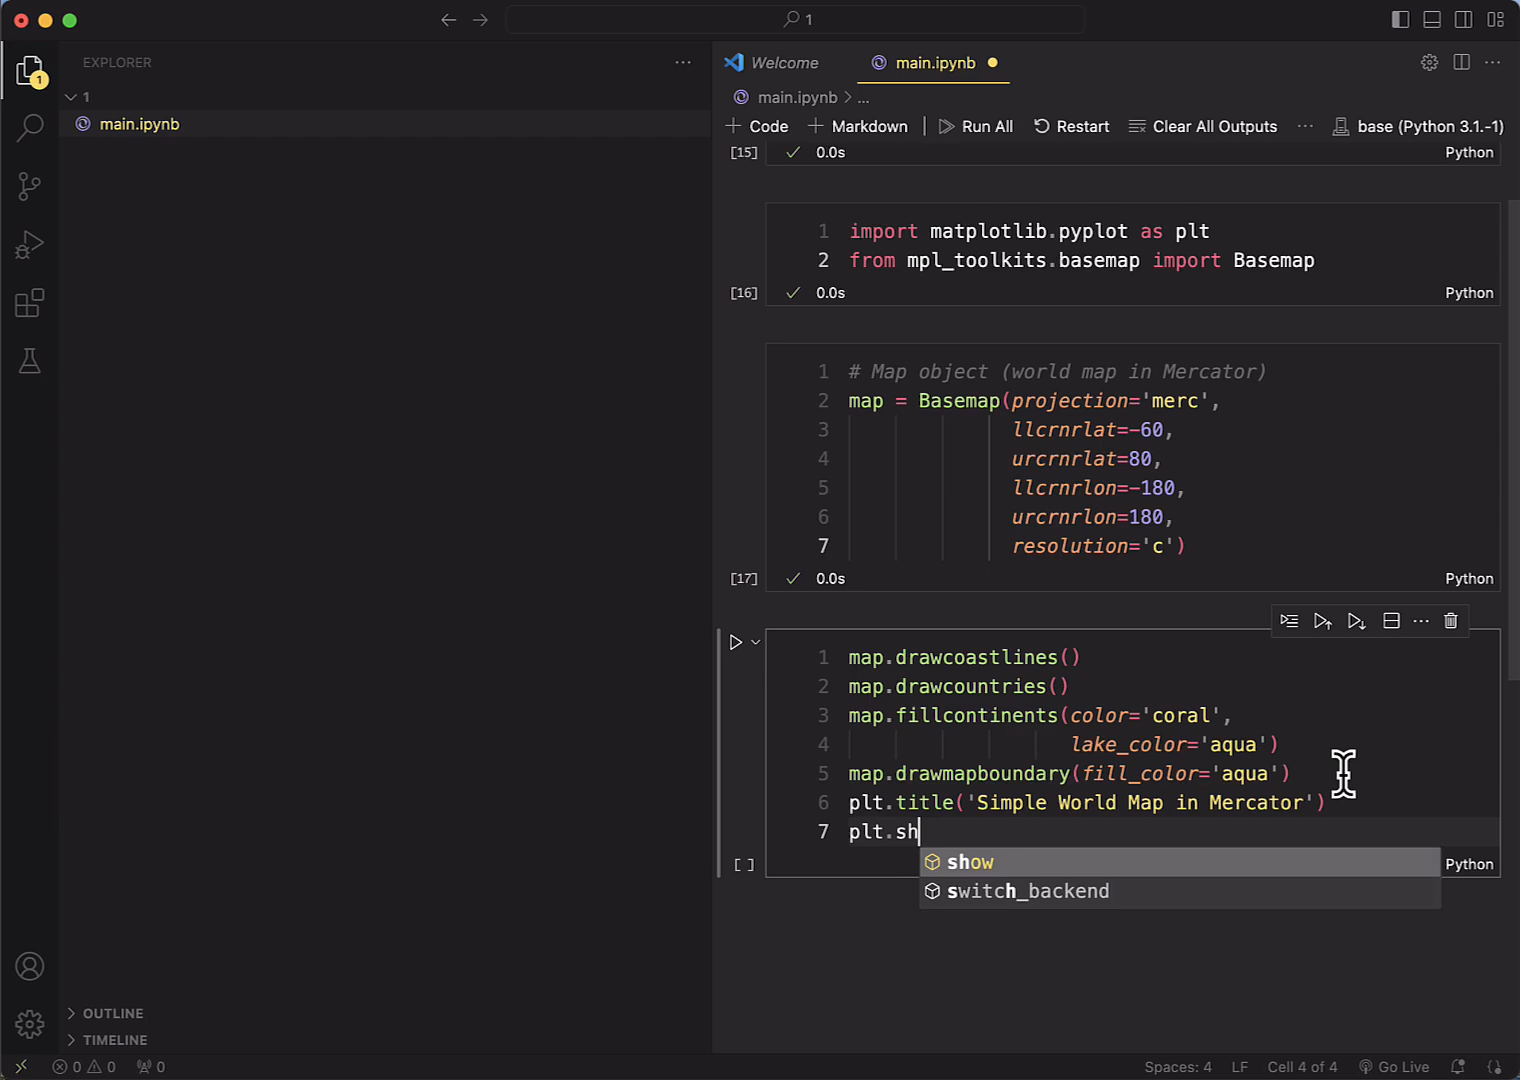 1
EXPLORER
1
1
main.ipynb
OUTLINE
TIMELINE
Welcome
main.ipynb
main.ipynb > ...
Code Markdown Run All Restart Clear All Outputs ... base (Python 3.1.-1)
[15] 0.0s Python
1 import matplotlib.pyplot as plt
2 from mpl_toolkits.basemap import Basemap
[16] 0.0s Python
1 # Map object (world map in Mercator)
2 map = Basemap(projection='merc',
3 llcrnrlat=-60,
4 urcrnrlat=80,
5 llcrnrlon=-180,
6 urcrnrlon=180,
7 resolution='c')
[17] 0.0s Python
1 map.drawcoastlines()
2 map.drawcountries()
3 map.fillcontinents(color='coral',
4 lake_color='aqua')
5 map.drawmapboundary(fill_color='aqua')
6 plt.title('Simple World Map in Mercator')
7 plt.sh
[ ] show Python
switch_backend
0 0 0 Spaces: 4 LF Cell 4 of 4 Go Live